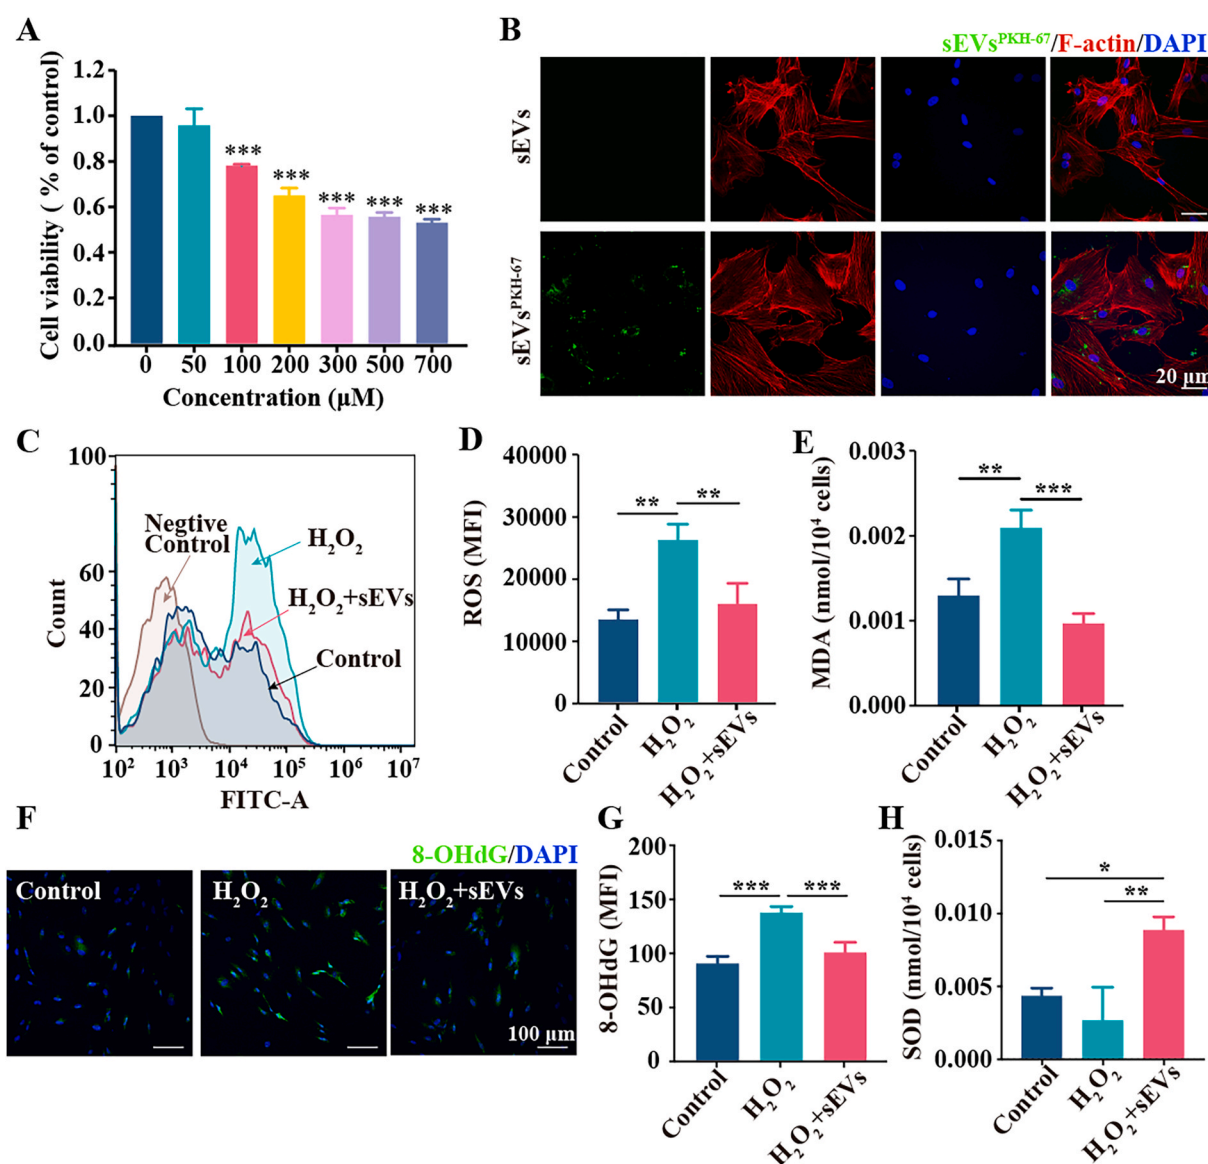 A
Cell viability ( % of control)
1.2
1.0
0.8
0.6
0.4
0.2
0.0
***
***
***
***
***
0
50
100
200
300
500
700
Concentration (μM)
B
sEVsᴾᴷᴴ⁻⁶⁷/F-actin/DAPI
sEVs
sEVsᴾᴷᴴ⁻⁶⁷
20 μm
C
Count
100
60
40
20
0
Negtive
Control
H₂O₂
H₂O₂+sEVs
Control
10² 10³ 10⁴ 10⁵ 10⁶ 10⁷
FITC-A
D
ROS (MFI)
40000
30000
20000
10000
0
**
**
Control
H₂O₂
H₂O₂+sEVs
E
MDA (nmol/10⁴ cells)
0.003
0.002
0.001
0.000
**
***
Control
H₂O₂
H₂O₂+sEVs
F
8-OHdG/DAPI
Control
H₂O₂
H₂O₂+sEVs
100 μm
G
8-OHdG (MFI)
200
150
100
50
0
***
***
Control
H₂O₂
H₂O₂+sEVs
H
SOD (nmol/10⁴ cells)
0.015
0.010
0.005
0.000
*
**
Control
H₂O₂
H₂O₂+sEVs